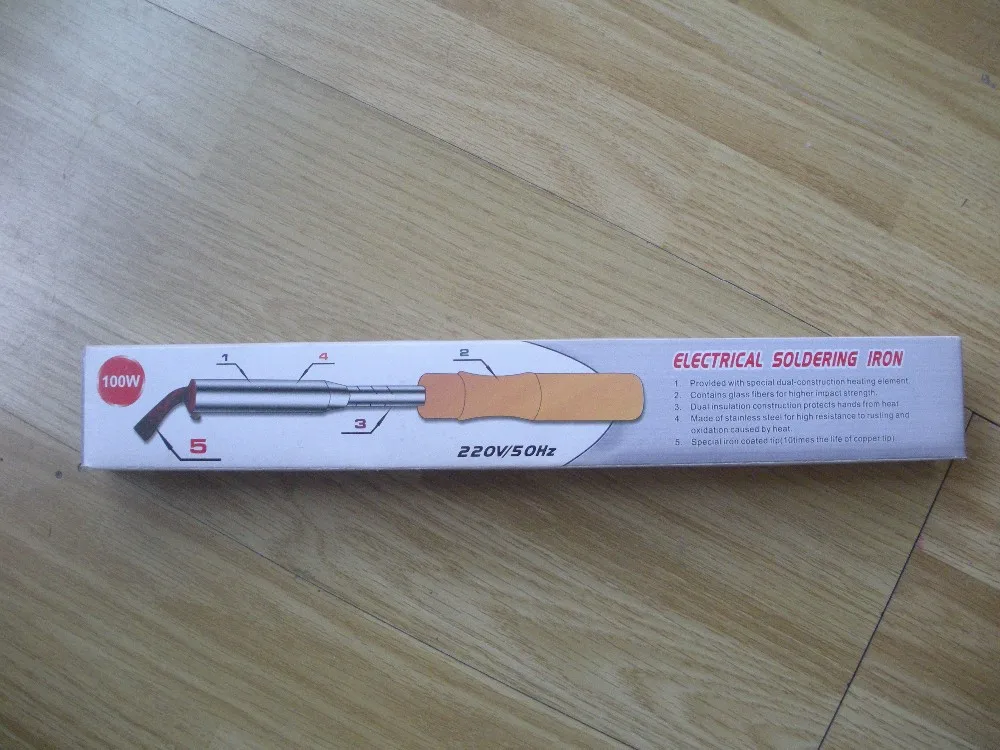 100W
1
4
2
3
5
220V/50Hz
ELECTRICAL SOLDERING IRON
1. Provided with special dual-construction heating element.
2. Contains glass fibers for higher impact strength.
3. Dual insulation construction protects hands from heat.
4. Made of stainless steel for high resistance to rusting and
oxidation caused by heat.
5. Special iron coated tip(10times the life of copper tip)